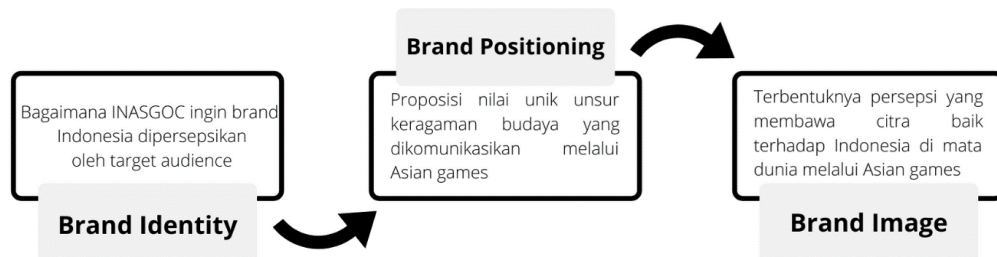 Bagaimana INASGOC ingin brand
Indonesia dipersepsikan
oleh target audience
Brand Identity
Brand Positioning
Proposisi nilai unik unsur
keragaman budaya yang
dikomunikasikan melalui
Asian games
Terbentuknya persepsi yang
membawa citra baik
terhadap Indonesia di mata
dunia melalui Asian games
Brand Image